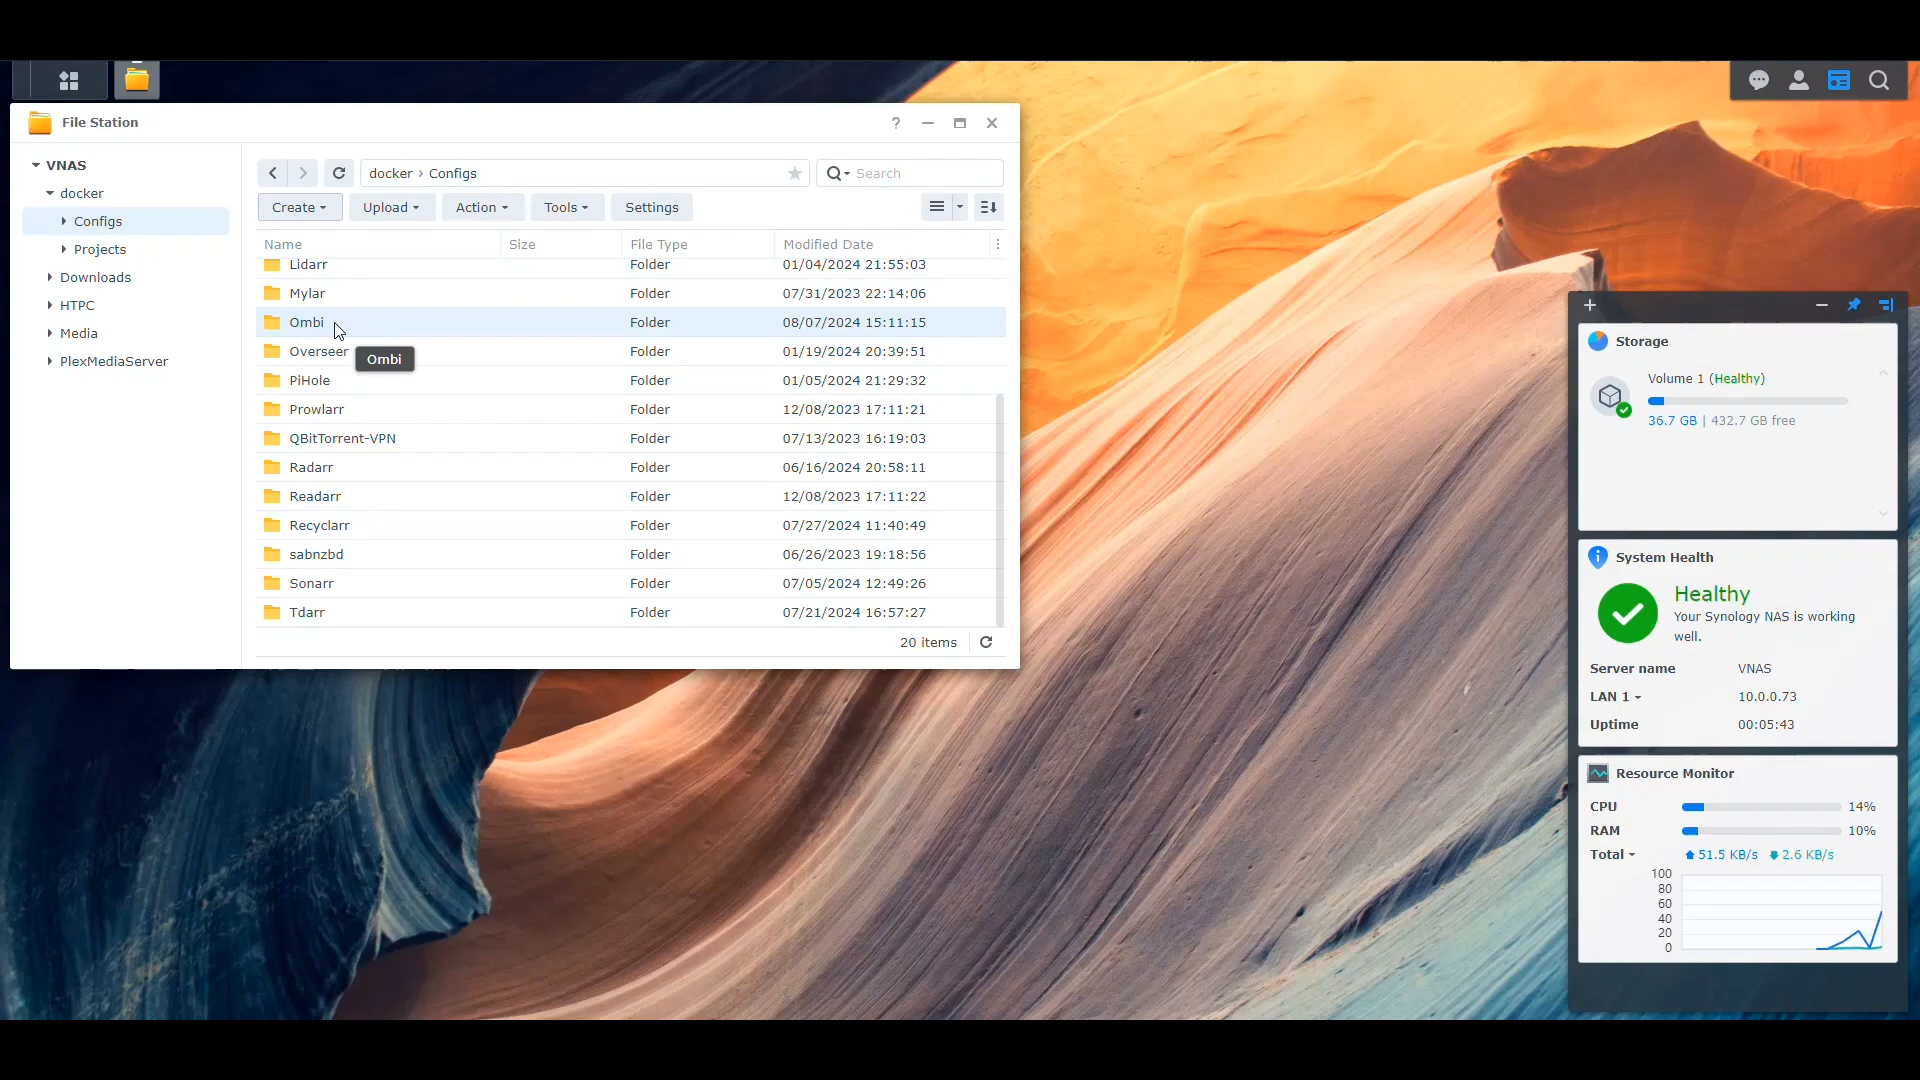 File Station
?
VNAS
docker
Configs
Projects
Downloads
HTPC
Media
PlexMediaServer
docker › Configs
Search
Create Upload Action Tools Settings
Name Size File Type Modified Date
Lidarr Folder 01/04/2024 21:55:03
Mylar Folder 07/31/2023 22:14:06
Ombi Folder 08/07/2024 15:11:15
Overseer Folder 01/19/2024 20:39:51
Ombi
PiHole Folder 01/05/2024 21:29:32
Prowlarr Folder 12/08/2023 17:11:21
QBitTorrent-VPN Folder 07/13/2023 16:19:03
Radarr Folder 06/16/2024 20:58:11
Readarr Folder 12/08/2023 17:11:22
Recyclarr Folder 07/27/2024 11:40:49
sabnzbd Folder 06/26/2023 19:18:56
Sonarr Folder 07/05/2024 12:49:26
Tdarr Folder 07/21/2024 16:57:27
20 items
Storage
Volume 1 (Healthy)
36.7 GB | 432.7 GB free
System Health
Healthy
Your Synology NAS is working
well.
Server name VNAS
LAN 1 10.0.0.73
Uptime 00:05:43
Resource Monitor
CPU 14%
RAM 10%
Total 51.5 KB/s 2.6 KB/s
100
80
60
40
20
0